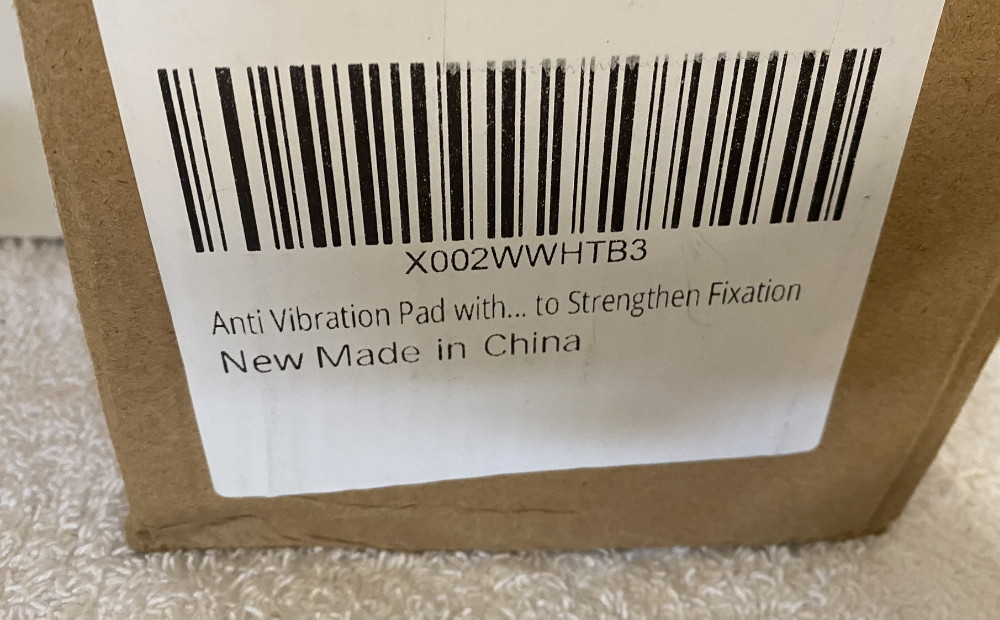 X002WWHTB3
Anti Vibration Pad with... to Strengthen Fixation
New Made in China